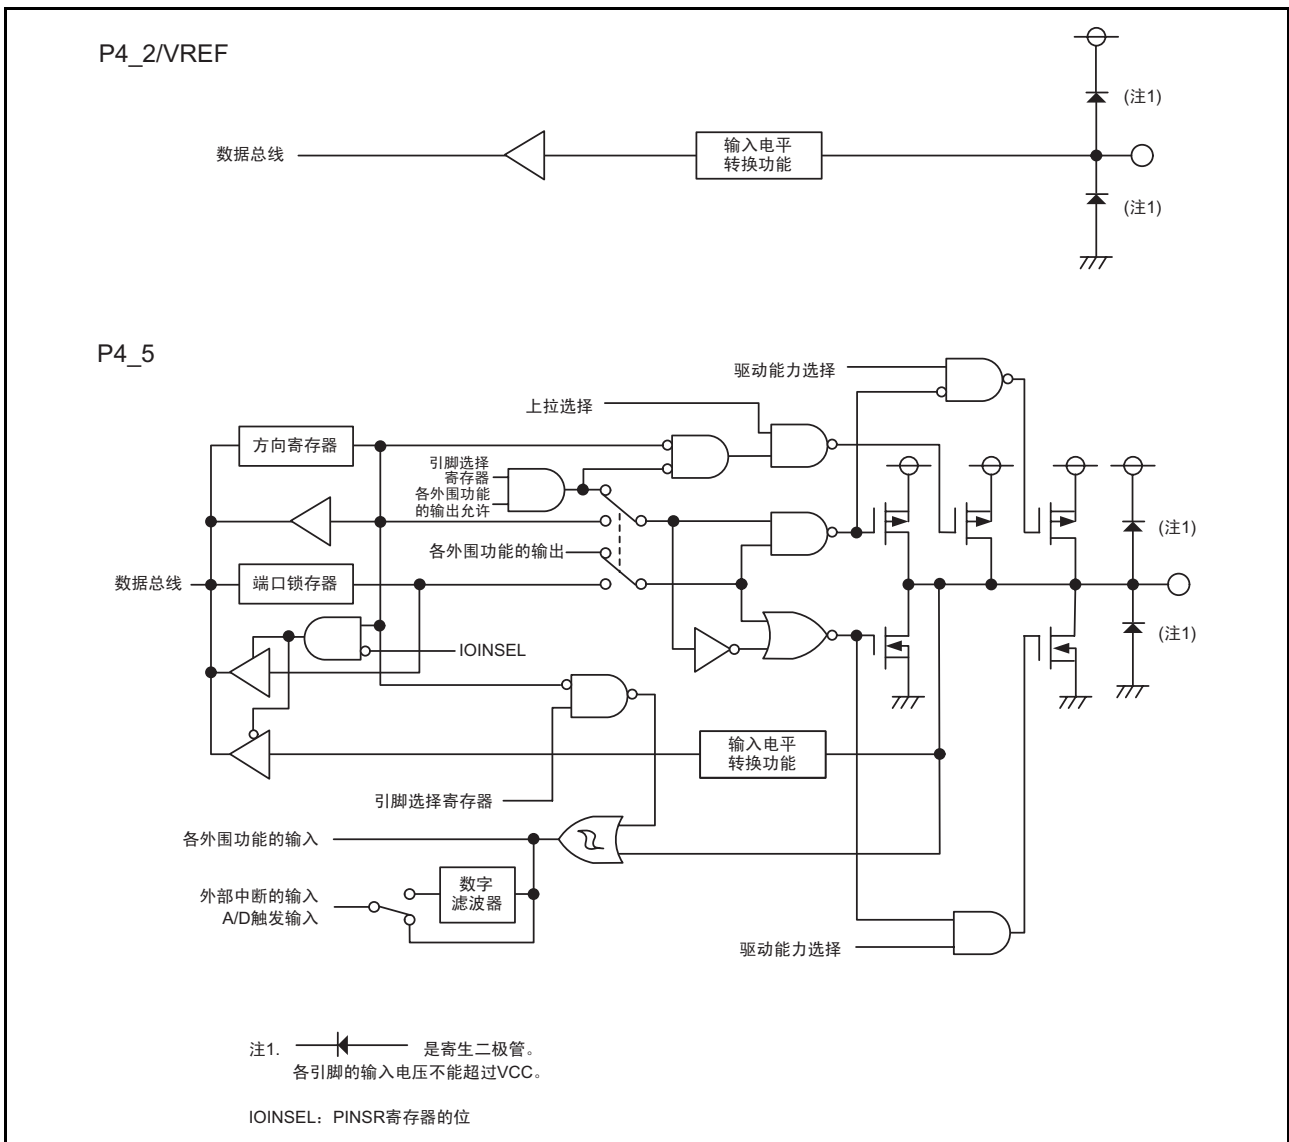 P4_2/VREF
(注1)
数据总线
输入电平
转换功能
(注1)
P4_5
驱动能力选择
上拉选择
方向寄存器
引脚选择
寄存器
各外围功能
的输出允许
(注1)
各外围功能的输出
数据总线
端口锁存器
(注1)
IOINSEL
输入电平
转换功能
引脚选择寄存器
各外围功能的输入
数字
滤波器
外部中断的输入
A/D触发输入
驱动能力选择
注1. 是寄生二极管。
各引脚的输入电压不能超过VCC。
IOINSEL：PINSR寄存器的位